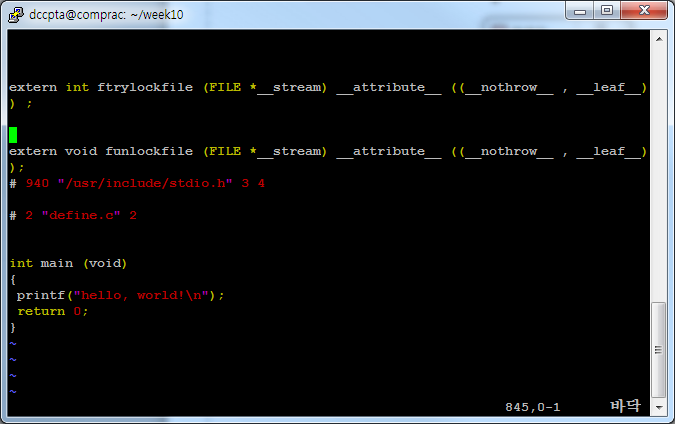 dccpta@comprac: ~/week10
extern int ftrylockfile (FILE *__stream) __attribute__ ((__nothrow__ , __leaf__)
) ;
extern void funlockfile (FILE *__stream) __attribute__ ((__nothrow__ , __leaf__)
);
# 940 "/usr/include/stdio.h" 3 4
# 2 "define.c" 2
int main (void)
{
 printf("hello, world!\n");
 return 0;
}
~
~
~
~
845,0-1 바닥